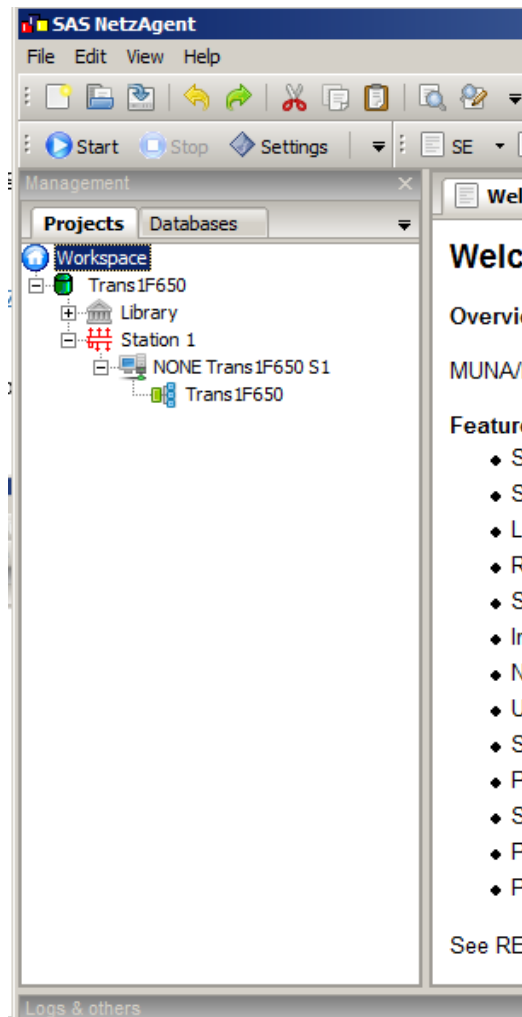 SAS NetzAgent
File Edit View Help
Start Stop Settings SE
Management
Projects Databases
Workspace
Trans1F650
Library
Station 1
NONE Trans1F650 S1
Trans1F650
Wel
Welc
Overvi
MUNA/
Featur
S
S
L
R
S
I
N
U
S
F
S
F
F
See RE
Logs & others